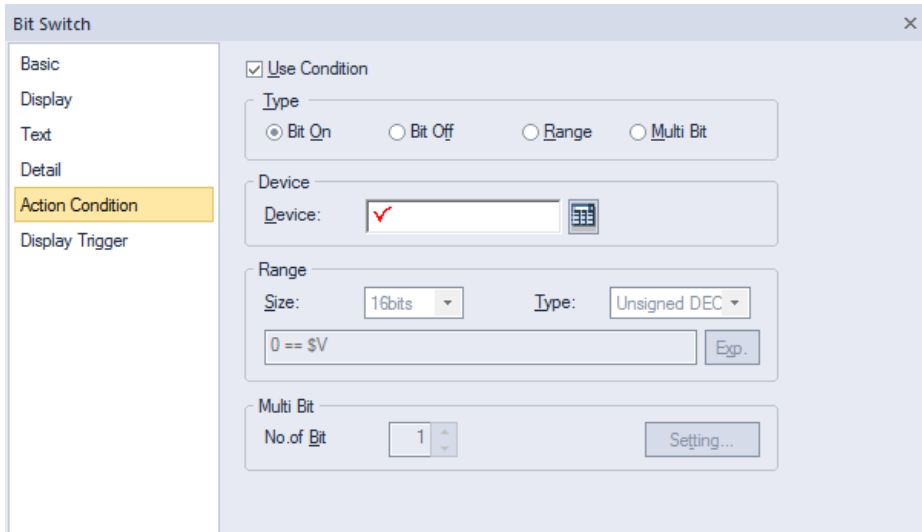 Bit Switch
Basic
Display
Text
Detail
Action Condition
Display Trigger
Use Condition
Type
Bit On Bit Off Range Multi Bit
Device
Device:
Range
Size: 16bits Type: Unsigned DEC
0 == $V Exp.
Multi Bit
No.of Bit 1 Setting...